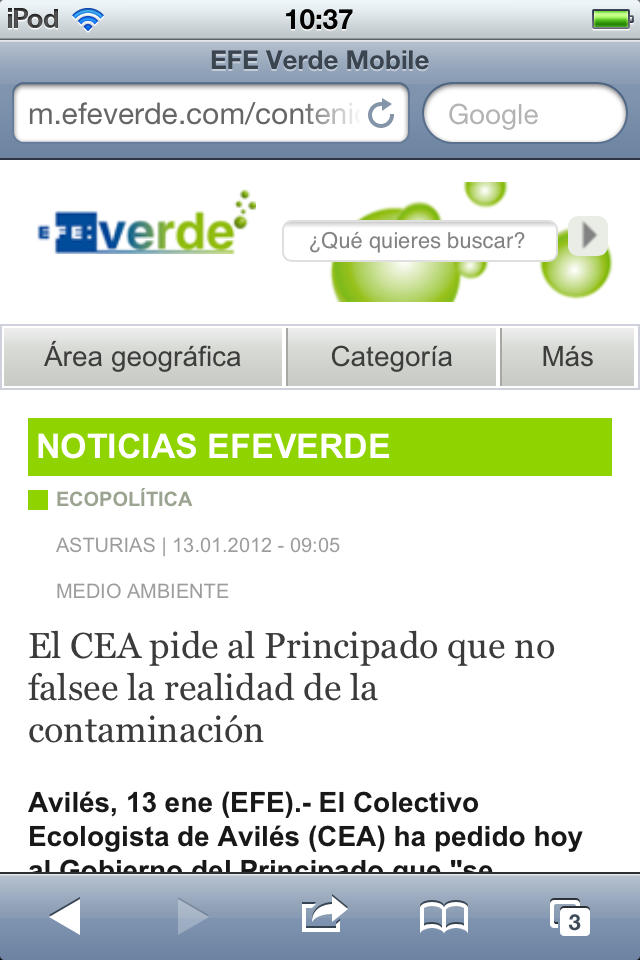 iPod 10:37
EFE Verde Mobile
m.efeverde.com/conteni Google
EFE: verde ¿Qué quieres buscar?
Área geográfica Categoría Más
NOTICIAS EFEVERDE
ECOPOLÍTICA
ASTURIAS | 13.01.2012 - 09:05
MEDIO AMBIENTE
El CEA pide al Principado que no
falsee la realidad de la
contaminación
Avilés, 13 ene (EFE).- El Colectivo
Ecologista de Avilés (CEA) ha pedido hoy
al Gobierno del Principado que "se
3